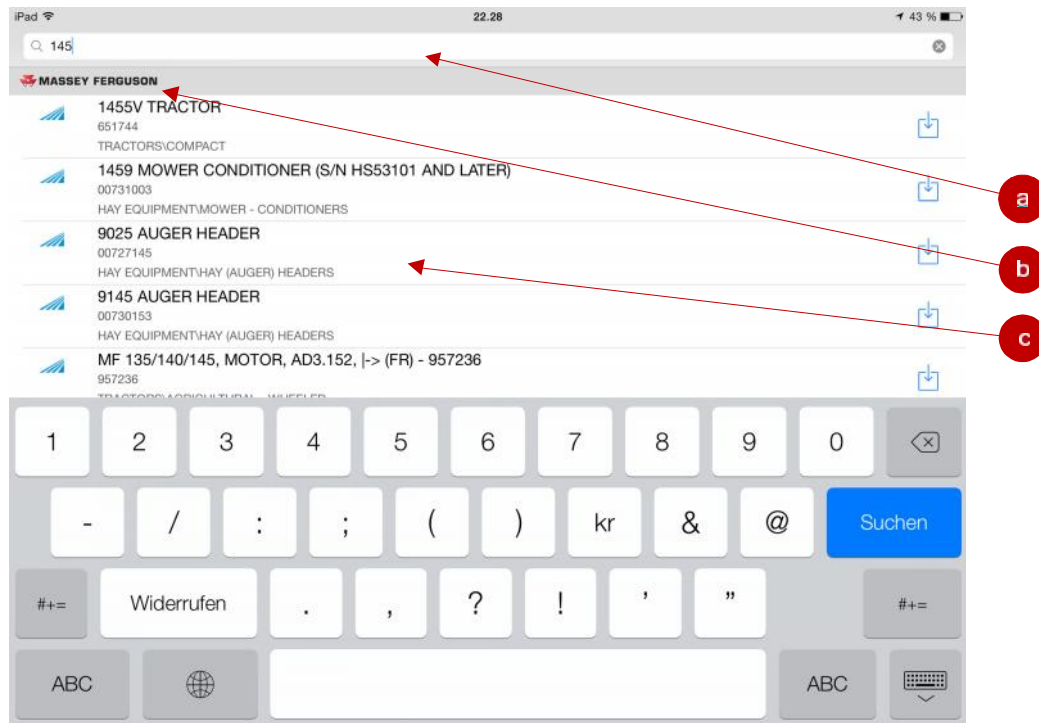 iPad 22.28 43 %
145
MASSEY FERGUSON
1455V TRACTOR
651744
TRACTORS\COMPACT
1459 MOWER CONDITIONER (S/N HS53101 AND LATER)
00731003
HAY EQUIPMENT\MOWER - CONDITIONERS
a
9025 AUGER HEADER
00727145
HAY EQUIPMENT\HAY (AUGER) HEADERS
b
9145 AUGER HEADER
00730153
HAY EQUIPMENT\HAY (AUGER) HEADERS
c
MF 135/140/145, MOTOR, AD3.152, |-> (FR) - 957236
957236
TRACTORS\AGRICULTURAL - WHEELED
1 2 3 4 5 6 7 8 9 0
- / : ; ( ) kr & @ Suchen
#+= Widerrufen . , ? ! ' " #+=
ABC ABC